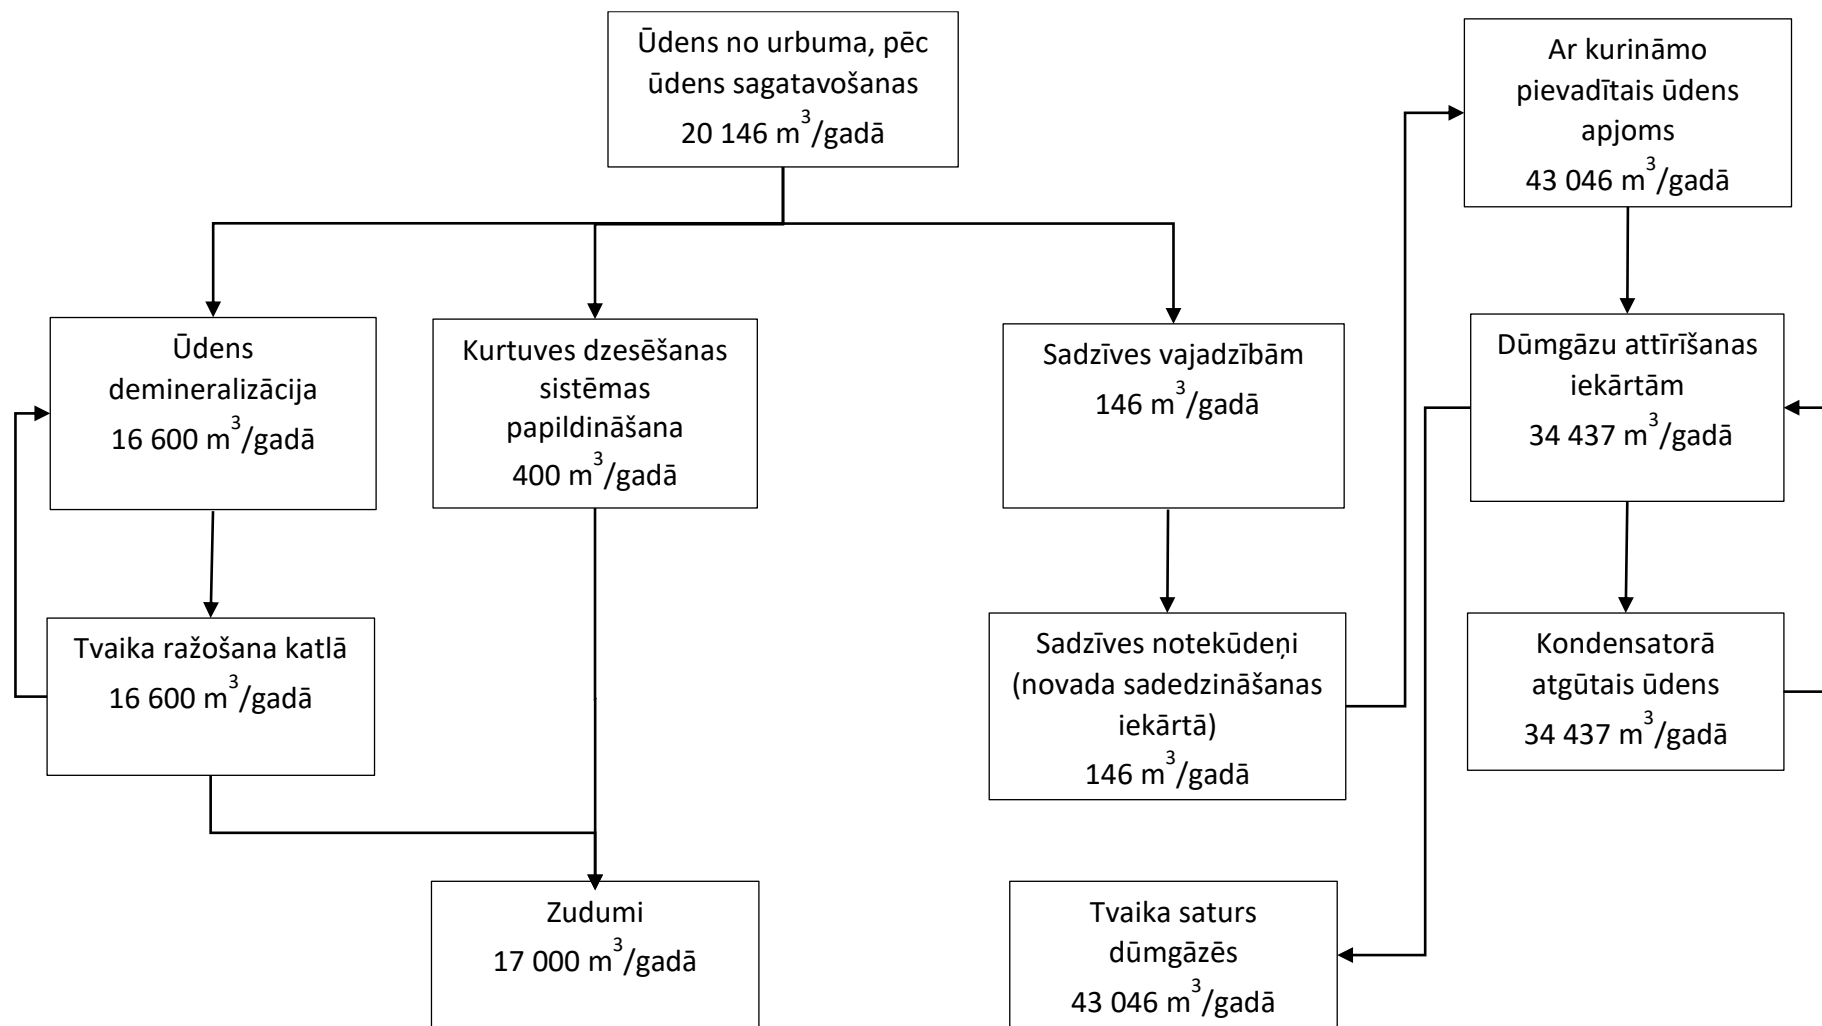 Ūdens no urbuma, pēc
ūdens sagatavošanas
20 146 m³/gadā
Ar kurināmo
pievadītais ūdens
apjoms
43 046 m³/gadā
Ūdens
demineralizācija
16 600 m³/gadā
Kurtuves dzesēšanas
sistēmas
papildināšana
400 m³/gadā
Sadzīves vajadzībām
146 m³/gadā
Dūmgāzu attīrīšanas
iekārtām
34 437 m³/gadā
Tvaika ražošana katlā
16 600 m³/gadā
Sadzīves notekūdeņi
(novada sadedzināšanas
iekārtā)
146 m³/gadā
Kondensatorā
atgūtais ūdens
34 437 m³/gadā
Zudumi
17 000 m³/gadā
Tvaika saturs
dūmgāzēs
43 046 m³/gadā